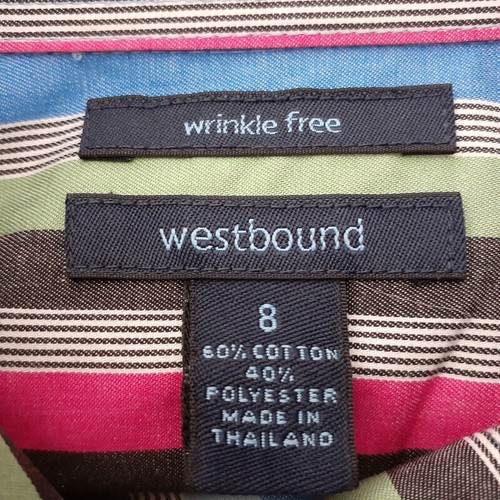 wrinkle free
westbound
8
60% COTTON
40%
POLYESTER
MADE IN
THAILAND